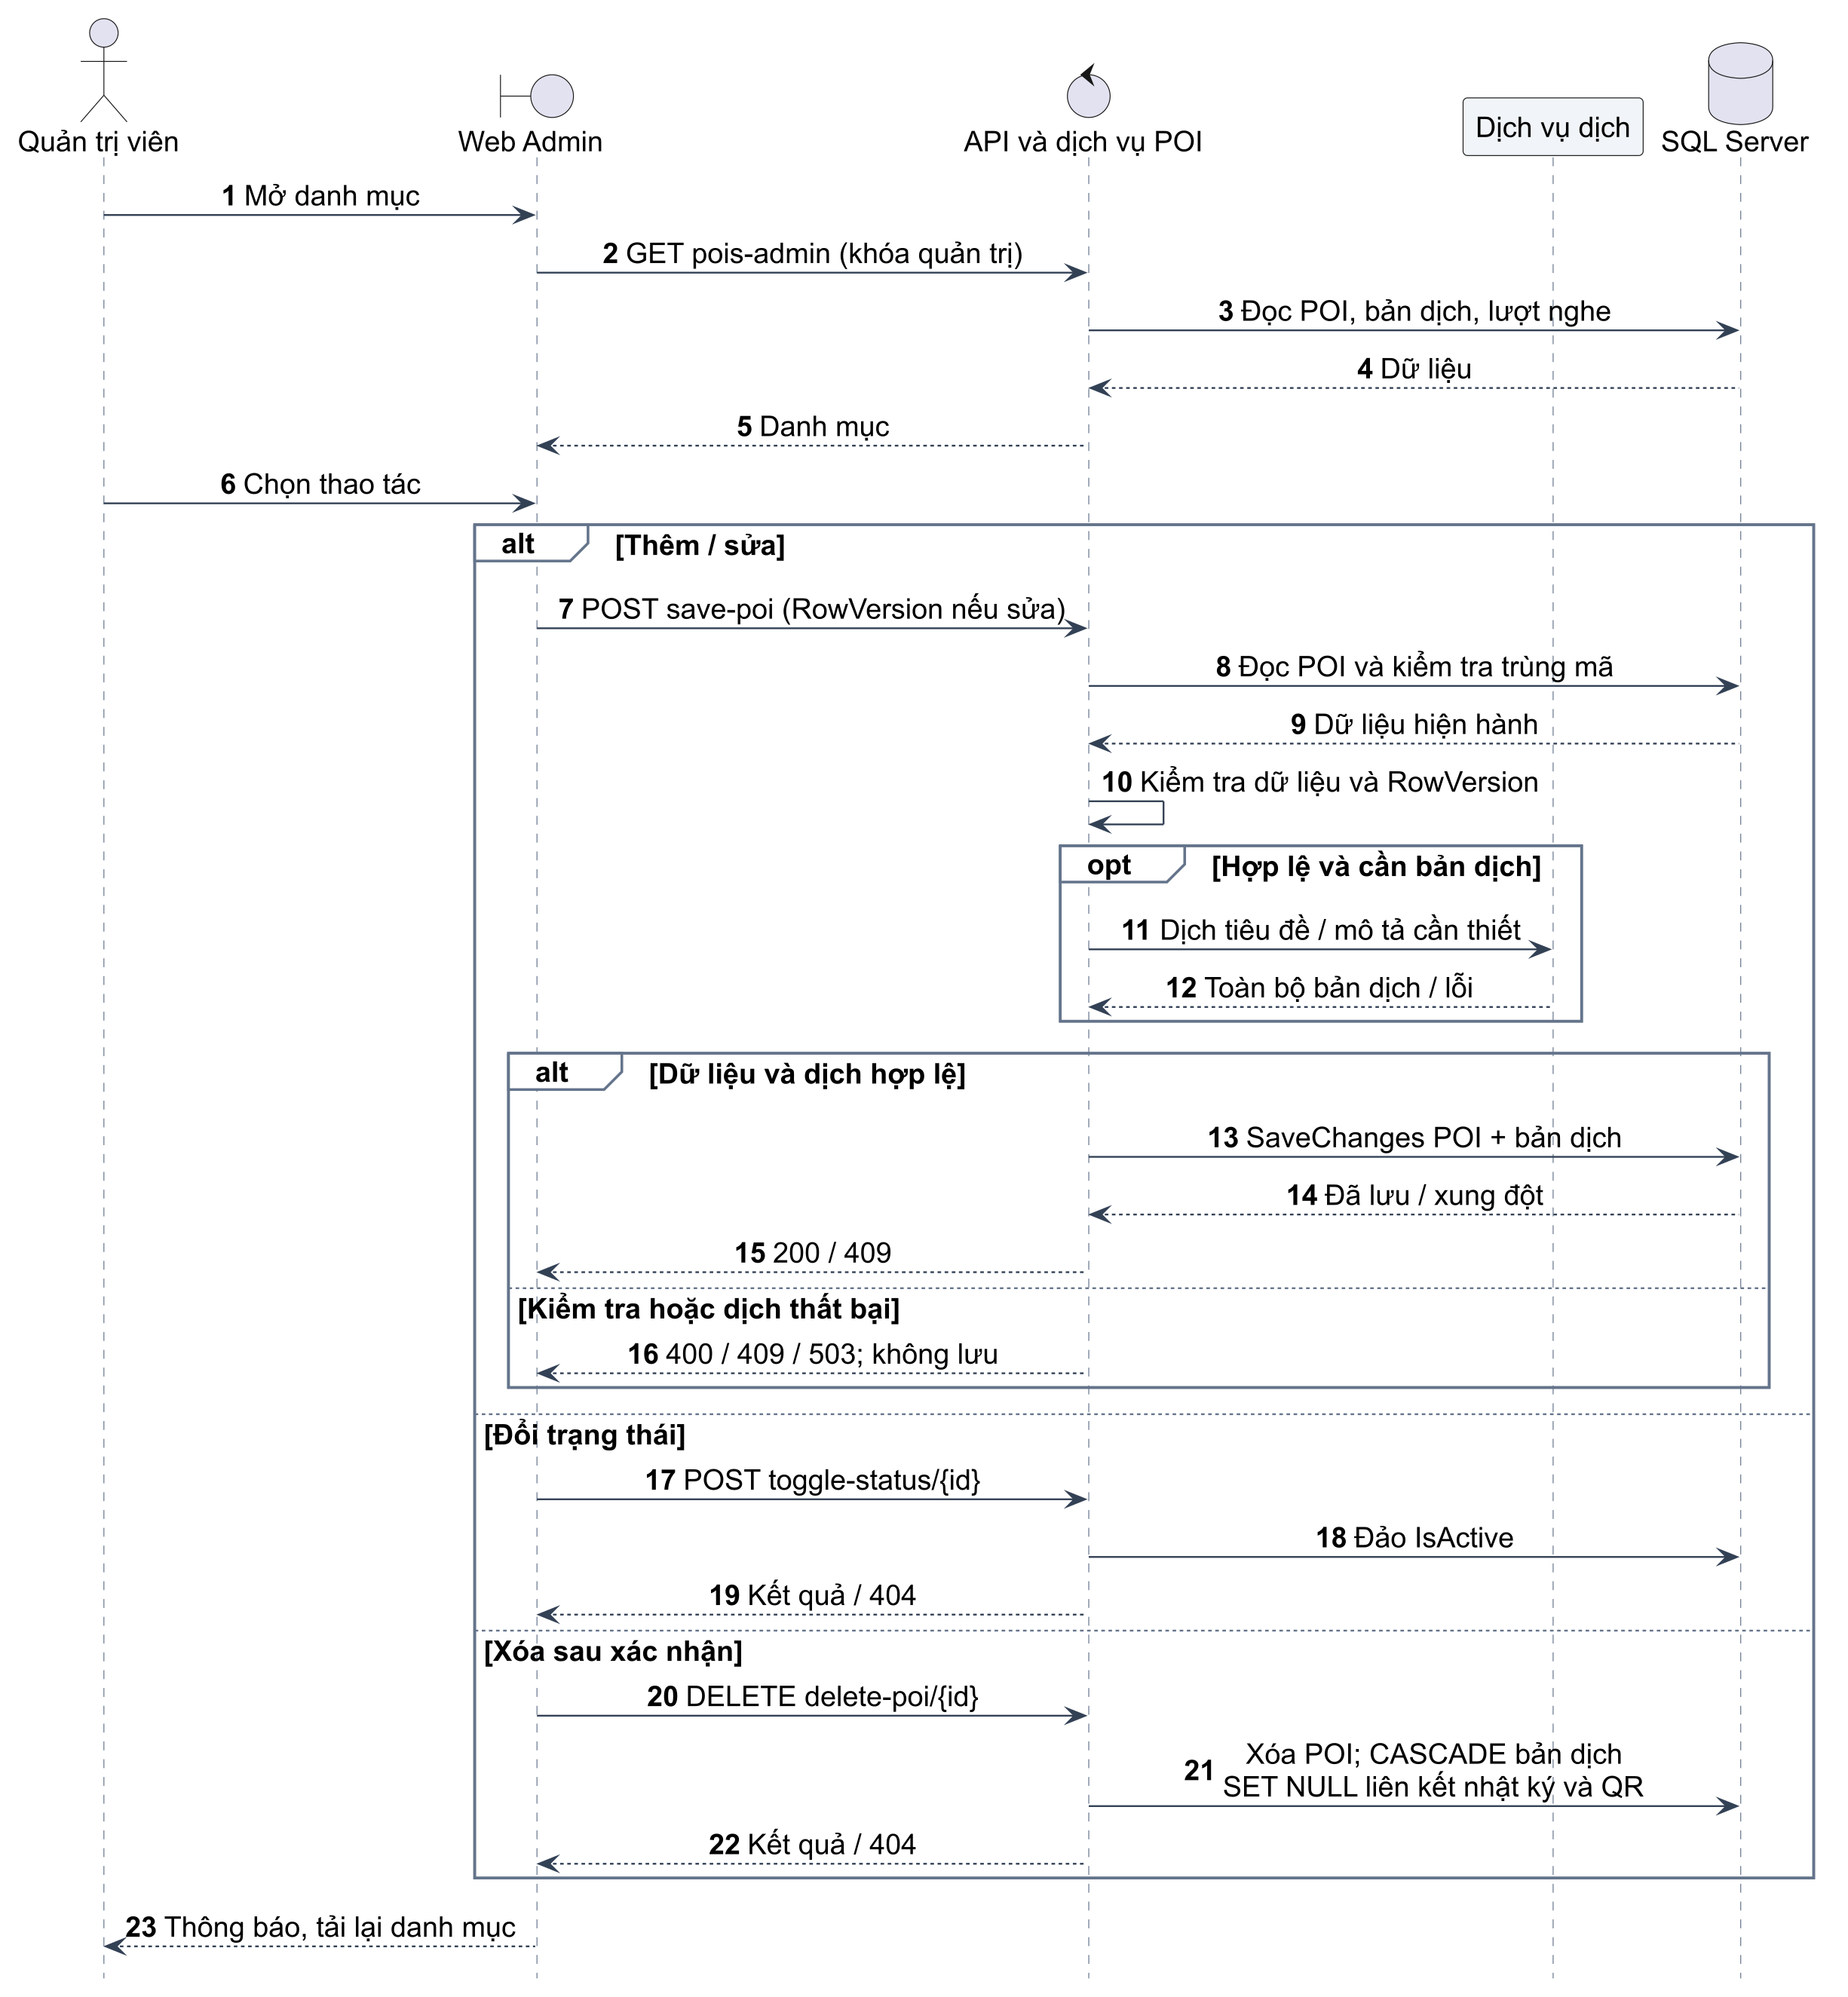 Quản trị viên
Web Admin
API và dịch vụ POI
Dịch vụ dịch
SQL Server
1 Mở danh mục
2 GET pois-admin (khóa quản trị)
3 Đọc POI, bản dịch, lượt nghe
4 Dữ liệu
5 Danh mục
6 Chọn thao tác
alt [Thêm / sửa]
7 POST save-poi (RowVersion nếu sửa)
8 Đọc POI và kiểm tra trùng mã
9 Dữ liệu hiện hành
10 Kiểm tra dữ liệu và RowVersion
opt [Hợp lệ và cần bản dịch]
11 Dịch tiêu đề / mô tả cần thiết
12 Toàn bộ bản dịch / lỗi
alt [Dữ liệu và dịch hợp lệ]
13 SaveChanges POI + bản dịch
14 Đã lưu / xung đột
15 200 / 409
[Kiểm tra hoặc dịch thất bại]
16 400 / 409 / 503; không lưu
[Đổi trạng thái]
17 POST toggle-status/{id}
18 Đảo IsActive
19 Kết quả / 404
[Xóa sau xác nhận]
20 DELETE delete-poi/{id}
21 Xóa POI; CASCADE bản dịch
SET NULL liên kết nhật ký và QR
22 Kết quả / 404
23 Thông báo, tải lại danh mục